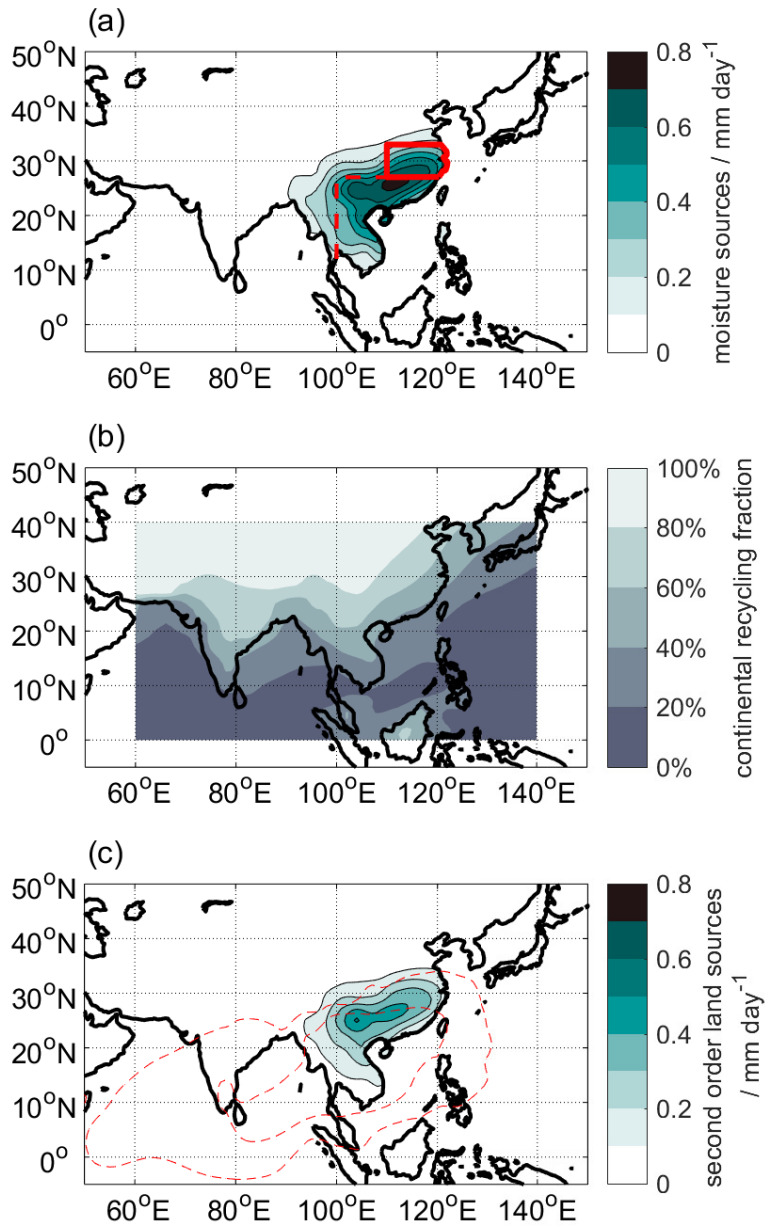 (a)
50°N
40°N
30°N
20°N
10°N
0°
60°E 80°E 100°E 120°E 140°E
0.8
0.6
0.4
0.2
0
moisture sources / mm day⁻¹
(b)
50°N
40°N
30°N
20°N
10°N
0°
60°E 80°E 100°E 120°E 140°E
100%
80%
60%
40%
20%
0%
continental recycling fraction
(c)
50°N
40°N
30°N
20°N
10°N
0°
60°E 80°E 100°E 120°E 140°E
0.8
0.6
0.4
0.2
0
second order land sources
/ mm day⁻¹